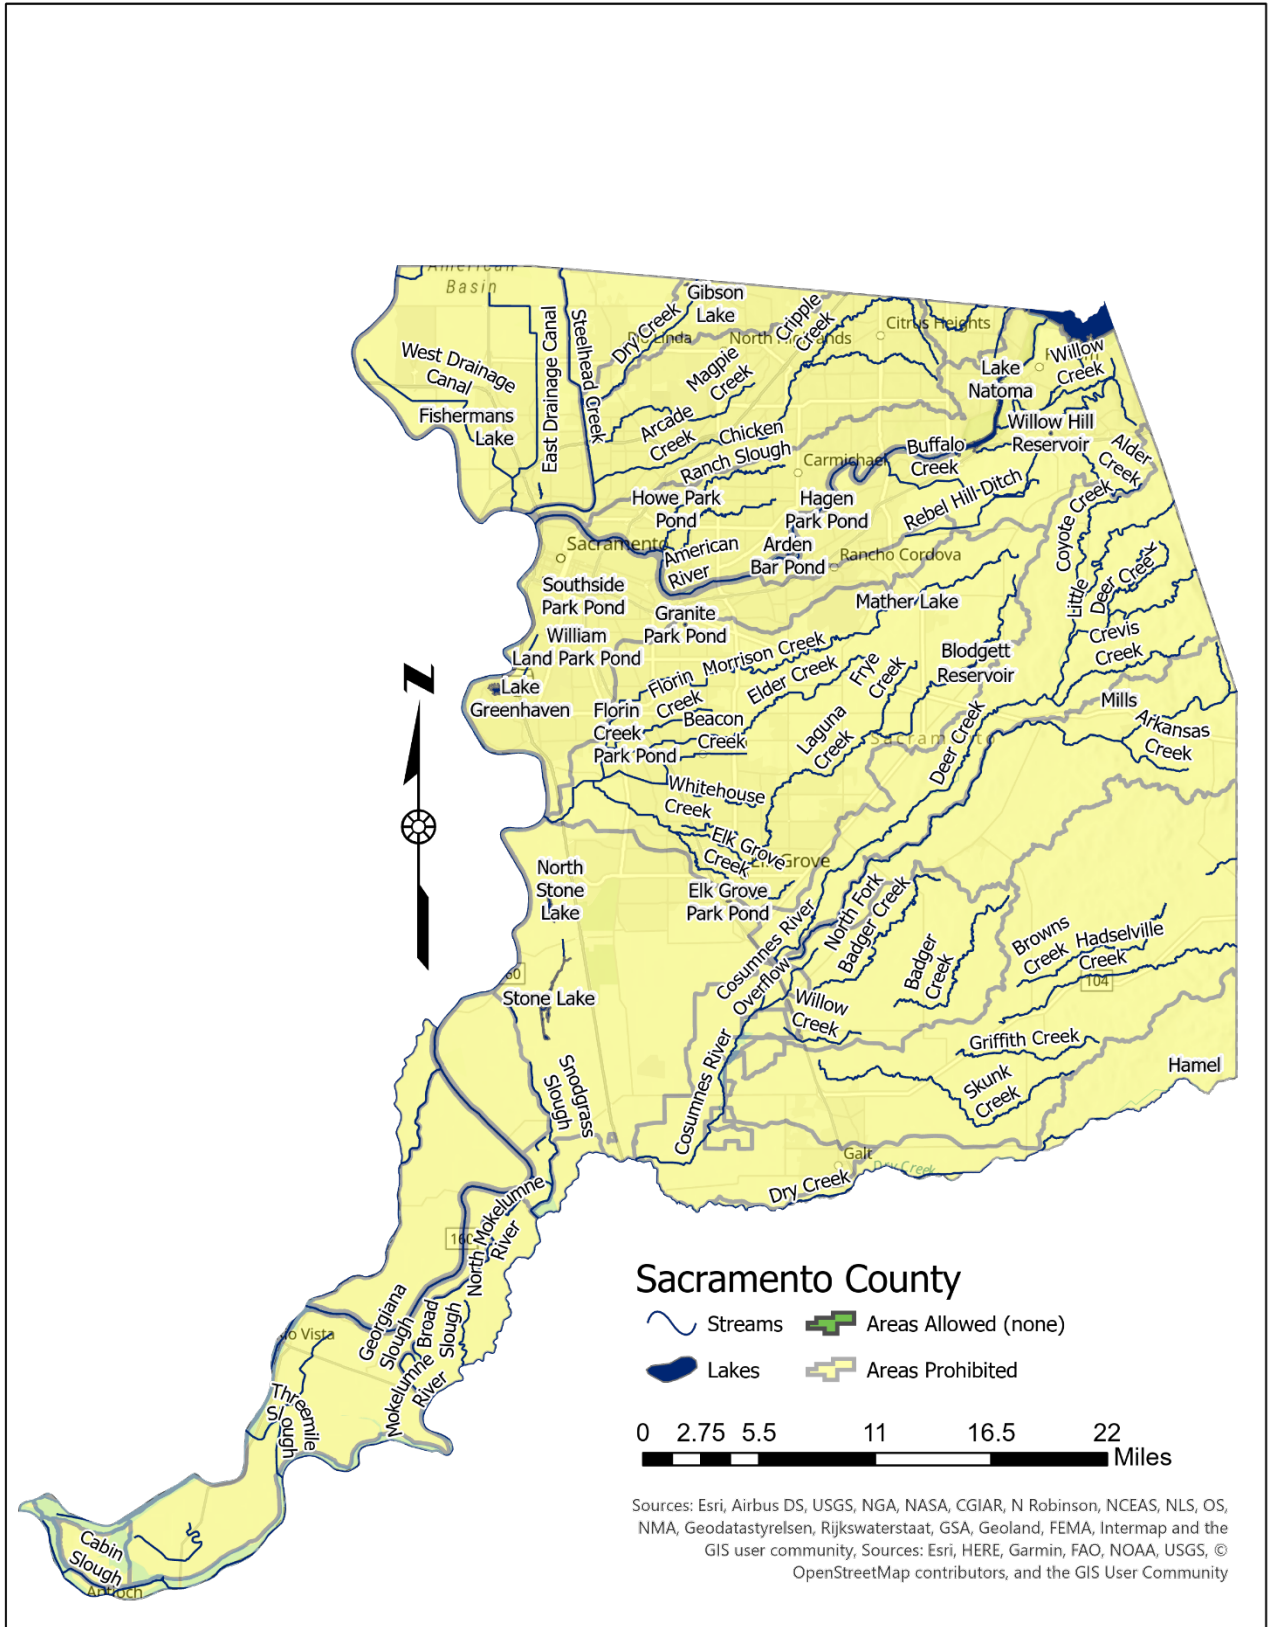 American
Basin
Gibson
Lake
Dry Creek
Cripple
Creek
Citrus Heights
Steelhead Creek
East Drainage Canal
West Drainage
Canal
Fishermans
Lake
Magpie
Creek
Arcade
Creek
Chicken
Ranch Slough
Lake
Natoma
Willow
Creek
Willow Hill
Reservoir
Alder
Creek
Buffalo
Creek
Carmichael
Rebel Hill-Ditch
Howe Park
Pond
Hagen
Park Pond
Coyote Creek
Sacramento
American
River
Arden
Bar Pond
Rancho Cordova
Little
Deer Creek
Southside
Park Pond
Granite
Park Pond
Mather Lake
Crevis
Creek
William
Land Park Pond
Morrison Creek
Blodgett
Reservoir
Lake
Greenhaven
Florin
Creek
Elder Creek
Frye
Creek
Mills
Florin
Creek
Park Pond
Beacon
Creek
Laguna
Creek
Sacramento
Deer Creek
Arkansas
Creek
Whitehouse
Creek
Elk Grove
Creek
Elk Grove
North
Stone
Lake
Elk Grove
Park Pond
North Fork
Badger Creek
Cosumnes River
Overflow
Badger
Creek
Browns
Creek
Hadselville
Creek
104
Stone Lake
Willow
Creek
Griffith Creek
Hamel
Snodgrass
Slough
Cosumnes River
Skunk
Creek
Galt
Dry Creek
Dry Creek
North Mokelumne
River
160
Georgiana
Slough
Broad
Slough
Mokelumne
River
Threemile
Slough
Cabin
Slough
Antioch
Sacramento County
Streams
Areas Allowed (none)
Lakes
Areas Prohibited
0 2.75 5.5 11 16.5 22
Miles
Sources: Esri, Airbus DS, USGS, NGA, NASA, CGIAR, N Robinson, NCEAS, NLS, OS,
NMA, Geodatastyrelsen, Rijkswaterstaat, GSA, Geoland, FEMA, Intermap and the
GIS user community, Sources: Esri, HERE, Garmin, FAO, NOAA, USGS, ©
OpenStreetMap contributors, and the GIS User Community